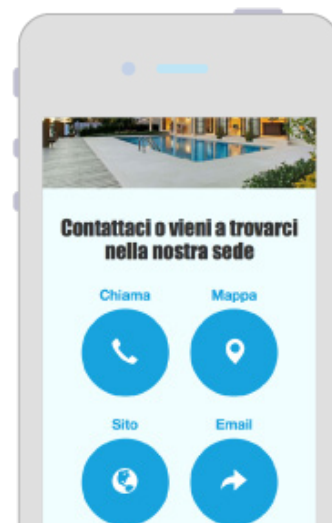 Contattaci o vieni a trovarci
nella nostra sede
Chiama Mappa
Sito Email